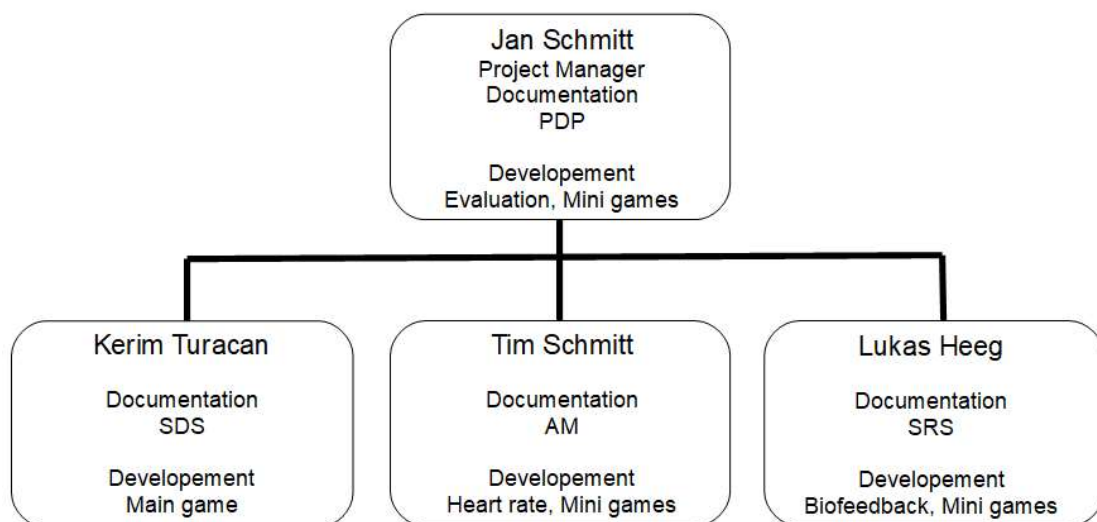 Jan Schmitt
Project Manager
Documentation
PDP
Developement
Evaluation, Mini games
Kerim Turacan
Documentation
SDS
Developement
Main game
Tim Schmitt
Documentation
AM
Developement
Heart rate, Mini games
Lukas Heeg
Documentation
SRS
Developement
Biofeedback, Mini games